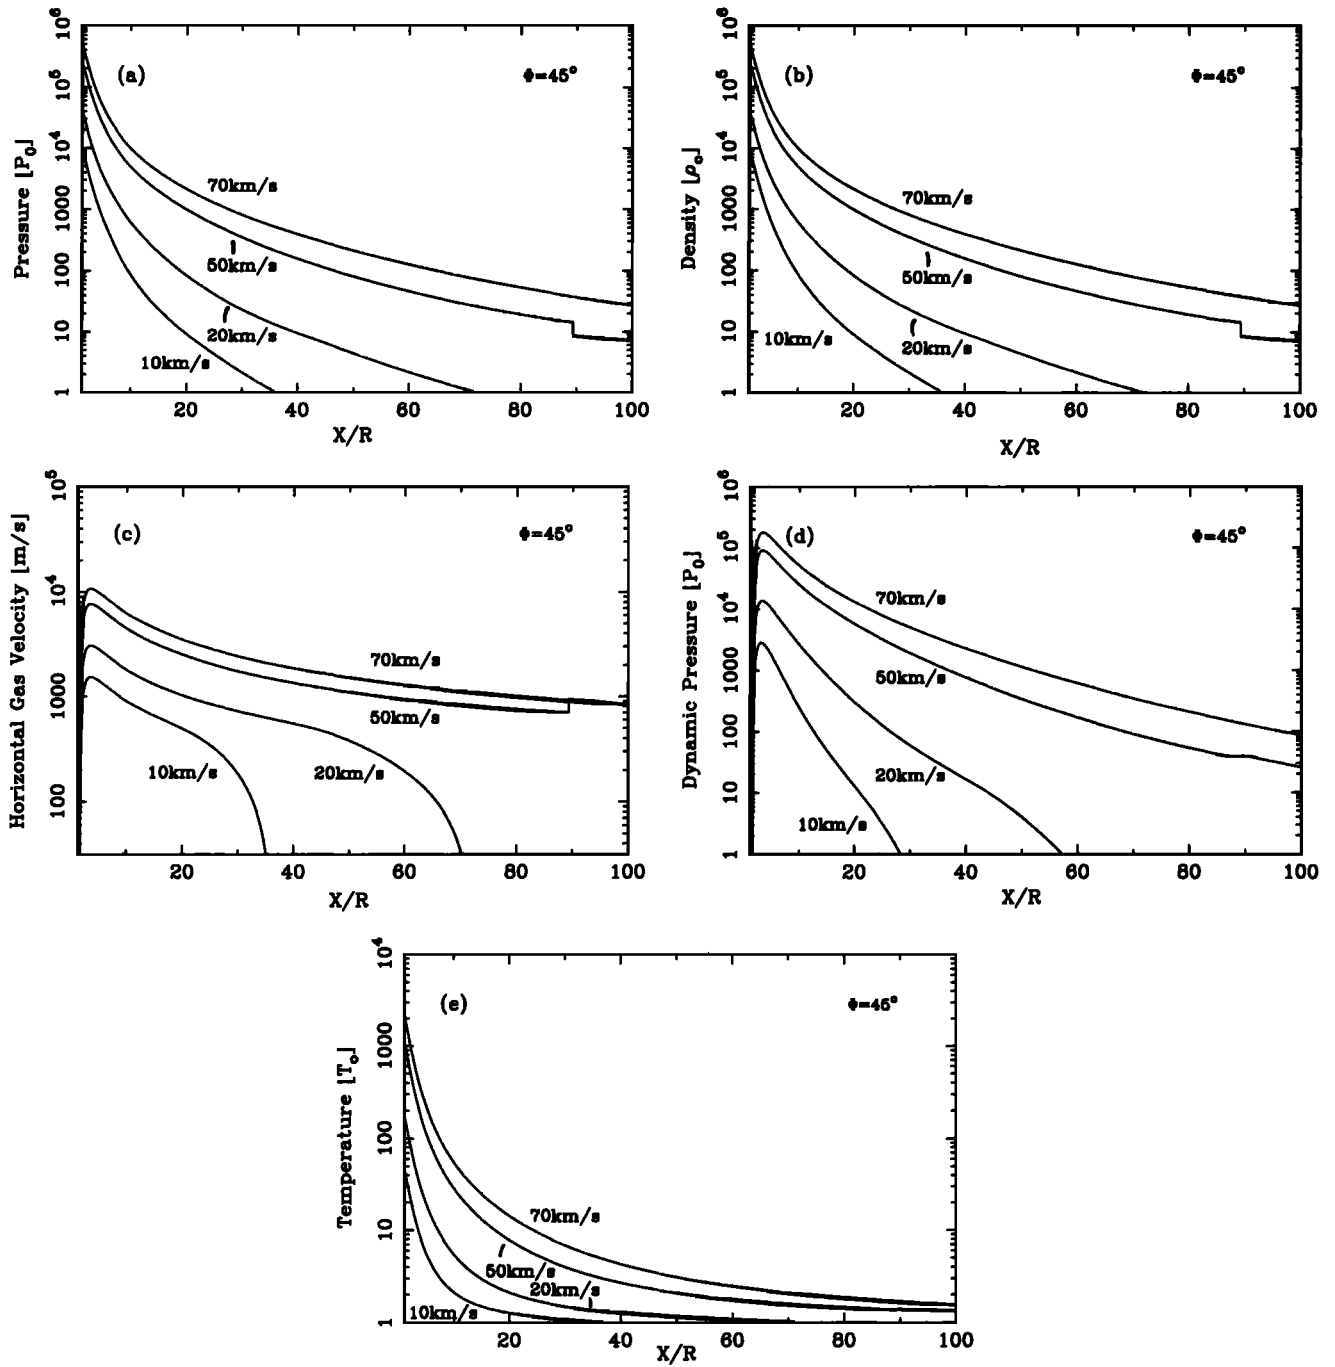 (a)
Φ=45°
Pressure [P₀]
10⁶
10⁵
10⁴
1000
100
10
1
70km/s
50km/s
20km/s
10km/s
20 40 60 80 100
X/R
(b)
Φ=45°
Density [ρ₀]
10⁶
10⁵
10⁴
1000
100
10
1
70km/s
50km/s
20km/s
10km/s
20 40 60 80 100
X/R
(c)
Φ=45°
Horizontal Gas Velocity [m/s]
10⁵
10⁴
1000
100
70km/s
50km/s
20km/s
10km/s
20 40 60 80 100
X/R
(d)
Φ=45°
Dynamic Pressure [P₀]
10⁶
10⁵
10⁴
1000
100
10
1
70km/s
50km/s
20km/s
10km/s
20 40 60 80 100
X/R
(e)
Φ=45°
Temperature [T₀]
10⁴
1000
100
10
1
70km/s
50km/s
20km/s
10km/s
20 40 60 80 100
X/R